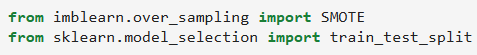 from imblearn.over_sampling import SMOTE
from sklearn.model_selection import train_test_split